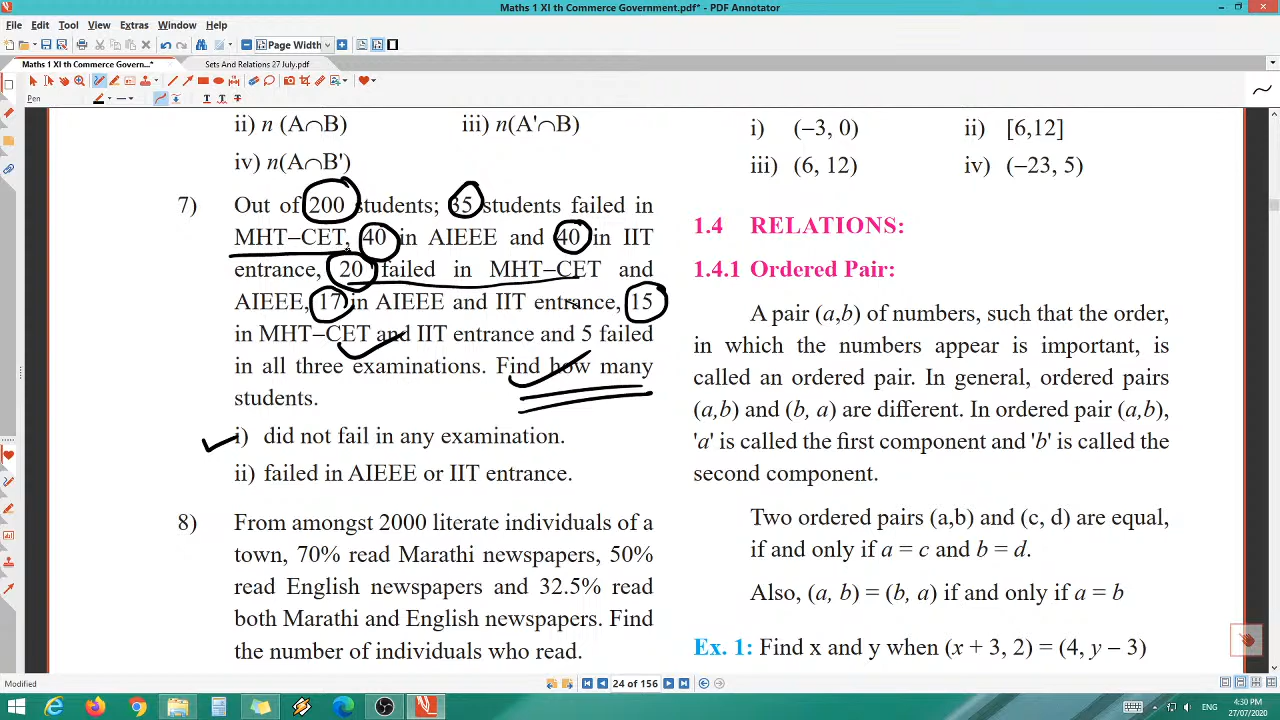 Maths 1 XI th Commerce Government.pdf* - PDF Annotator
File Edit Tool View Extras Window Help
Page Width
Maths 1 XI th Commerce Govern...*
Sets And Relations 27 July.pdf
Pen
ii) n (A∩B) iii) n(A'∩B)
iv) n(A∩B')
7) Out of 200 students; 35 students failed in
MHT–CET, 40 in AIEEE and 40 in IIT
entrance, 20 failed in MHT–CET and
AIEEE, 17 in AIEEE and IIT entrance, 15
in MHT–CET and IIT entrance and 5 failed
in all three examinations. Find how many
students.
i) did not fail in any examination.
ii) failed in AIEEE or IIT entrance.
8) From amongst 2000 literate individuals of a
town, 70% read Marathi newspapers, 50%
read English newspapers and 32.5% read
both Marathi and English newspapers. Find
the number of individuals who read.
i) (−3, 0) ii) [6,12]
iii) (6, 12) iv) (−23, 5)
1.4 RELATIONS:
1.4.1 Ordered Pair:
A pair (a,b) of numbers, such that the order,
in which the numbers appear is important, is
called an ordered pair. In general, ordered pairs
(a,b) and (b, a) are different. In ordered pair (a,b),
'a' is called the first component and 'b' is called the
second component.
Two ordered pairs (a,b) and (c, d) are equal,
if and only if a = c and b = d.
Also, (a, b) = (b, a) if and only if a = b
Ex. 1: Find x and y when (x + 3, 2) = (4, y − 3)
Modified
24 of 156
ENG
4:30 PM
27/07/2020